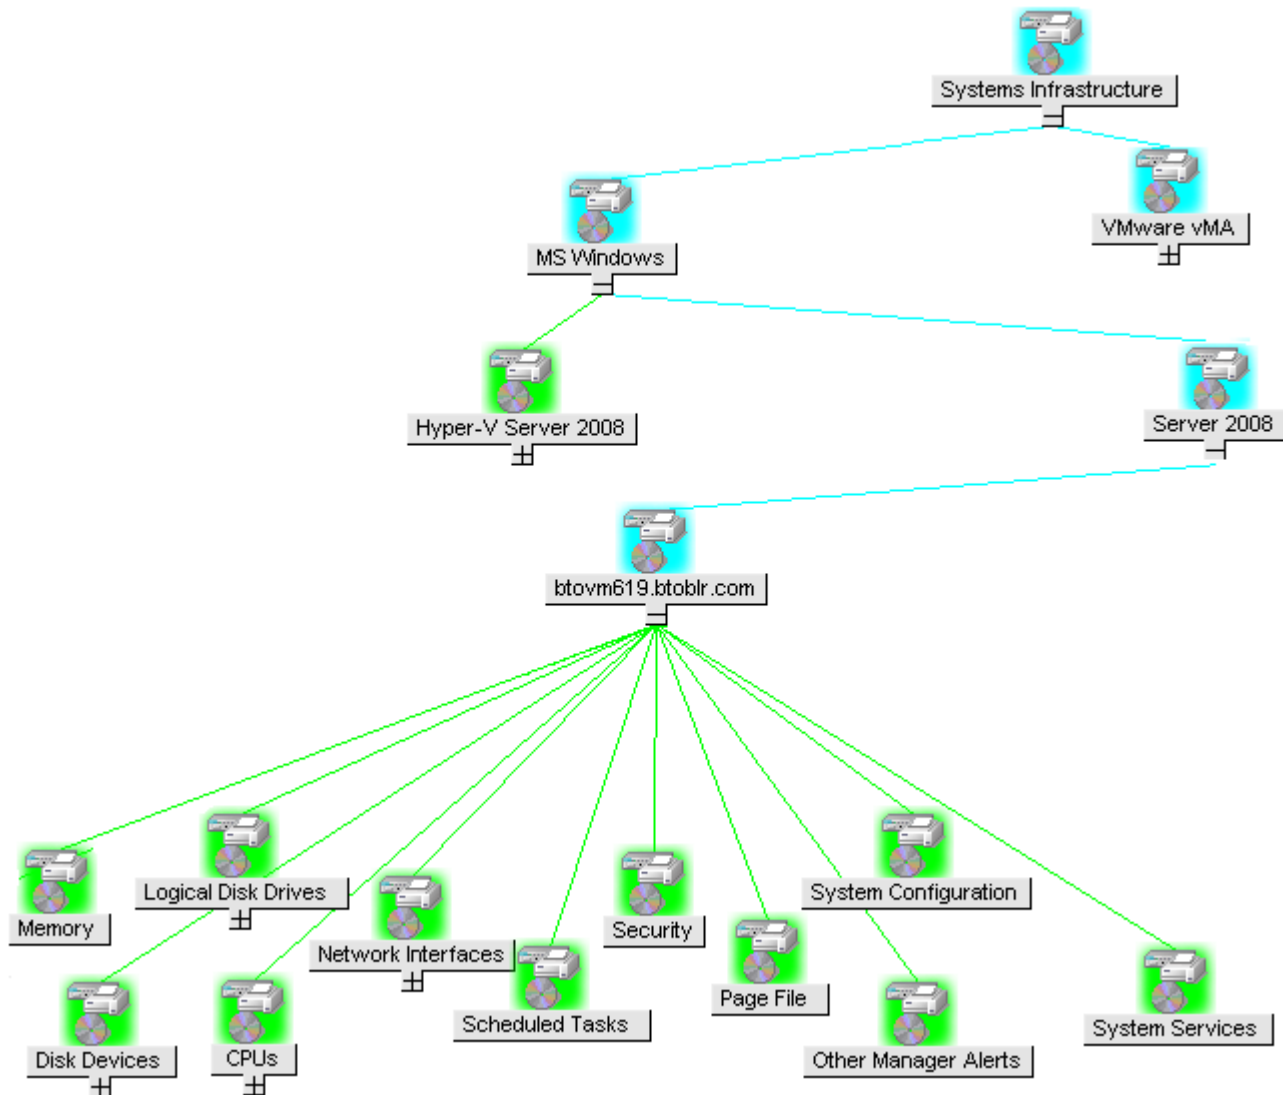 Systems Infrastructure
VMware vMA
MS Windows
Hyper-V Server 2008
Server 2008
btovm619.btoblr.com
Logical Disk Drives
System Configuration
Memory
Security
Network Interfaces
Page File
Scheduled Tasks
System Services
Disk Devices
CPUs
Other Manager Alerts